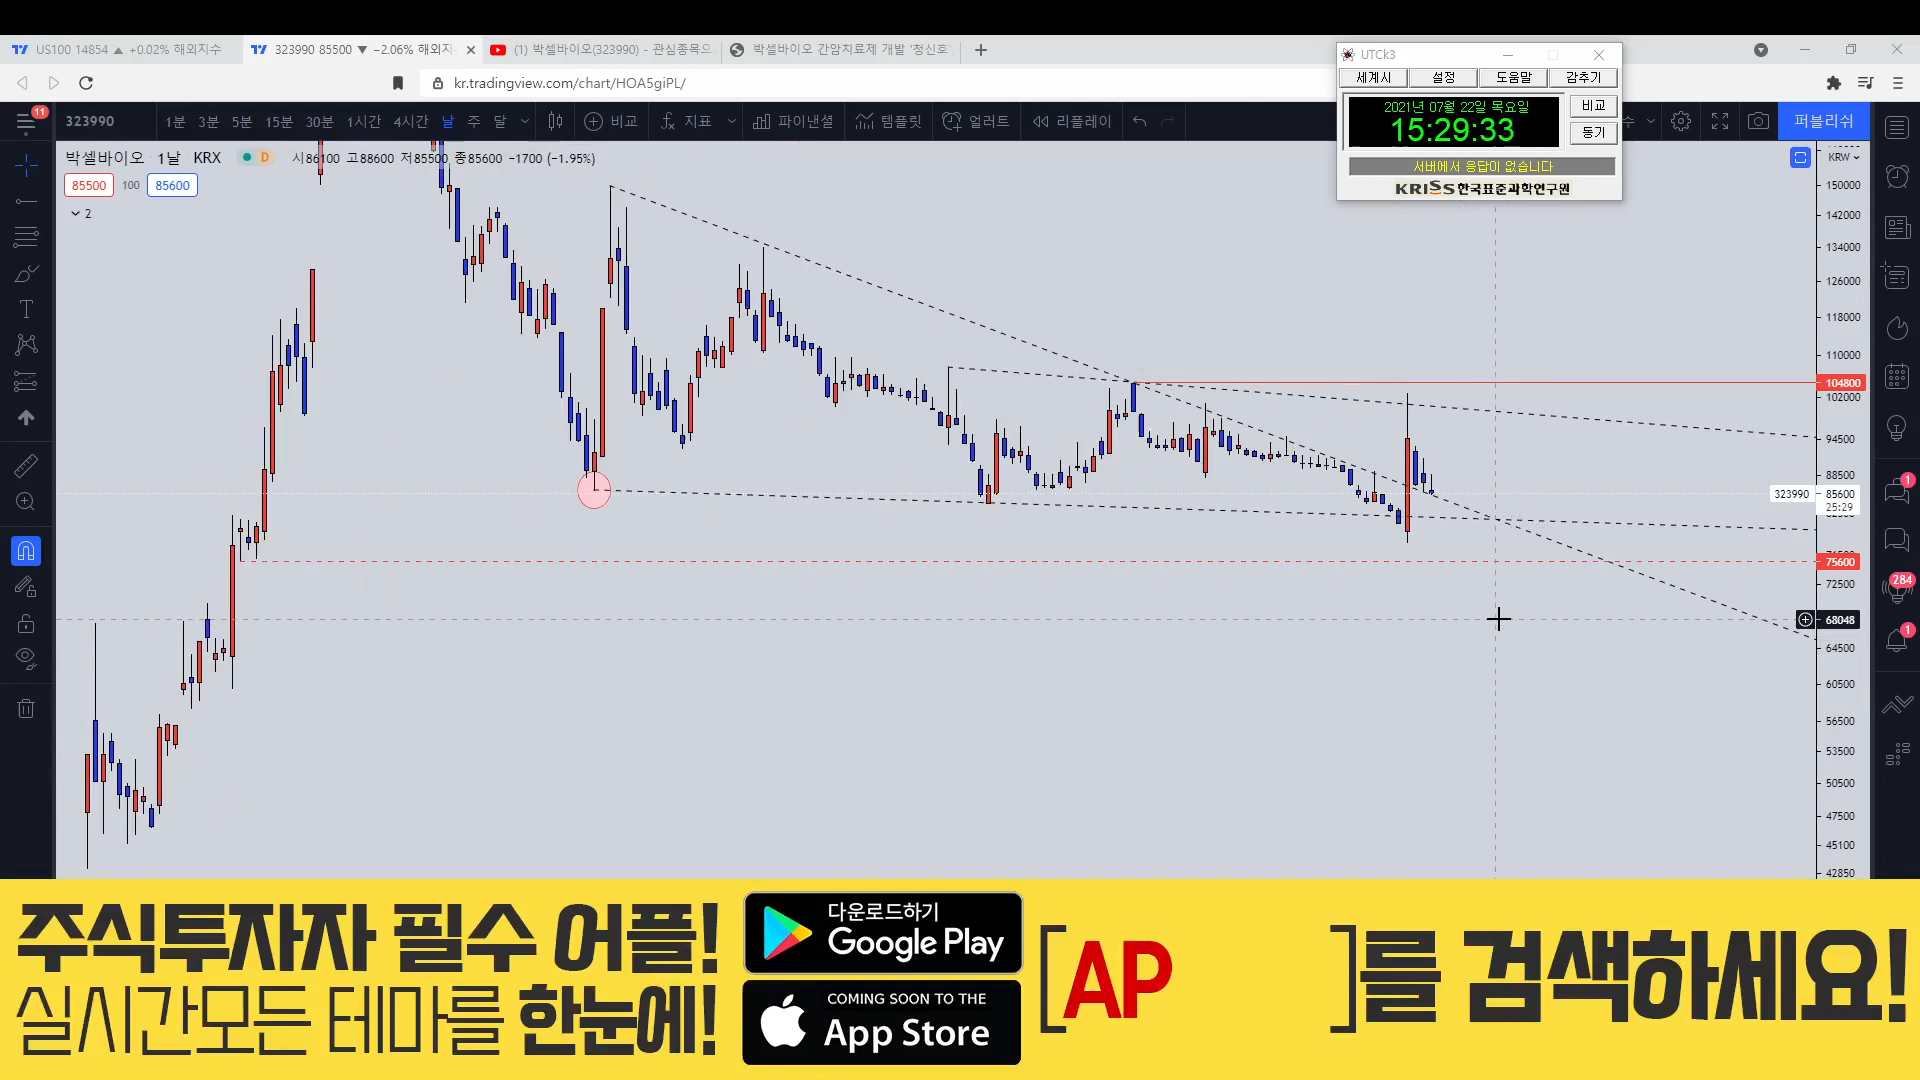 US100 14854 ▲ +0.02% 해외지수
323990 85500 ▼ −2.06% 해외지
(1) 박셀바이오(323990) - 관심종목으
박셀바이오 간암치료제 개발 '청신호'
kr.tradingview.com/chart/HOA5giPL/
UTCk3
세계시 설정 도움말 감추기
2021년 07월 22일 목요일
15:29:33
비교
동기
서버에서 응답이 없습니다
KRISS한국표준과학연구원
11
323990 1분 3분 5분 15분 30분 1시간 4시간 날 주 달 비교 지표 파이낸셜 템플릿 얼러트 리플레이
퍼블리쉬
박셀바이오 1날 KRX D 시86100 고88600 저85500 종85600 −1700 (−1.95%)
85500 100 85600
2
KRW
150000
142000
134000
126000
118000
110000
104800
102000
94500
88500
323990 85600
25:29
75600
72500
68048
64500
60500
56500
53500
50500
47500
45100
42850
1
284
1
주식투자자 필수 어플!
실시간모든 테마를 한눈에!
다운로드하기
Google Play
COMING SOON TO THE
App Store
[AP ]를 검색하세요!